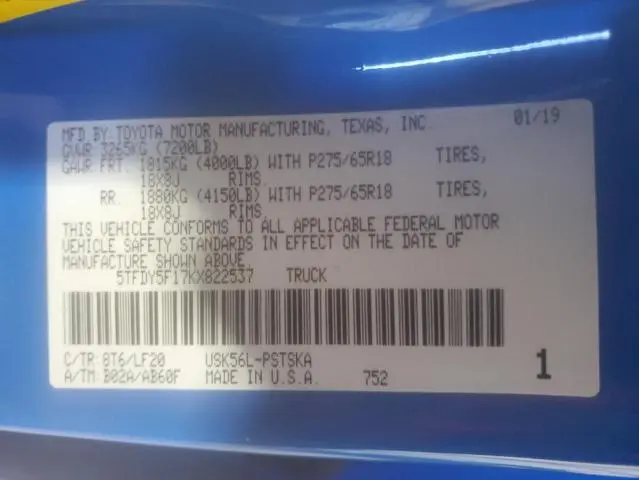 MFD BY TOYOTA MOTOR MANUFACTURING, TEXAS, INC. 01/19
GVWR 3265KG (7200LB)
GAWR FRT. 1815KG (4000LB) WITH P275/65R18 TIRES,
18X8J RIMS,
RR. 1880KG (4150LB) WITH P275/65R18 TIRES,
18X8J RIMS,
THIS VEHICLE CONFORMS TO ALL APPLICABLE FEDERAL MOTOR
VEHICLE SAFETY STANDARDS IN EFFECT ON THE DATE OF
MANUFACTURE SHOWN ABOVE.
5TFDY5F17KX822537 TRUCK
C/TR: 8T6/LF20 USK56L-PSTSKA
A/TM: B02A/AB60F MADE IN U.S.A. 752 1